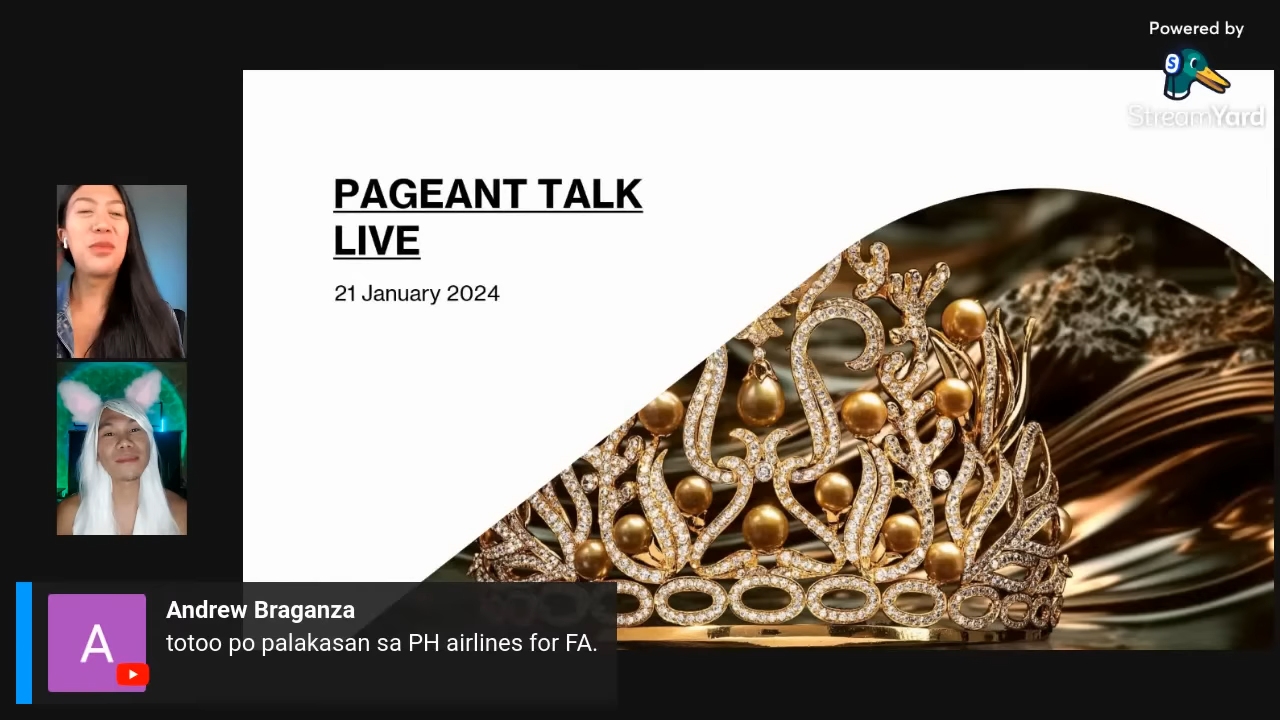 Powered by
S
StreamYard
PAGEANT TALK
LIVE
21 January 2024
A
Andrew Braganza
totoo po palakasan sa PH airlines for FA.